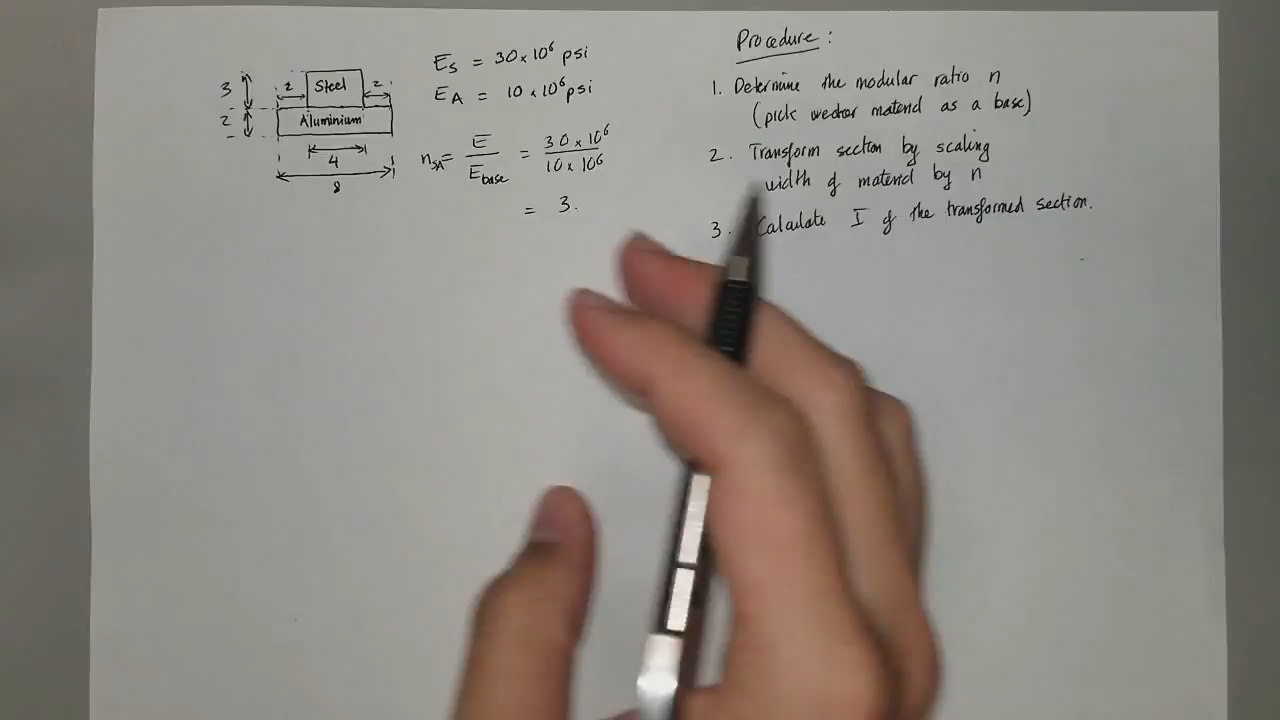 3
2
2
Steel
2
Aluminium
4
8
E_S = 30×10^6 psi
E_A = 10×10^6 psi
n_SA = E / E_base = 30×10^6 / 10×10^6
= 3.
Procedure:
1. Determine the modular ratio n
(pick weaker material as a base)
2. Transform section by scaling
width of material by n
3. Calculate I of the transformed section.